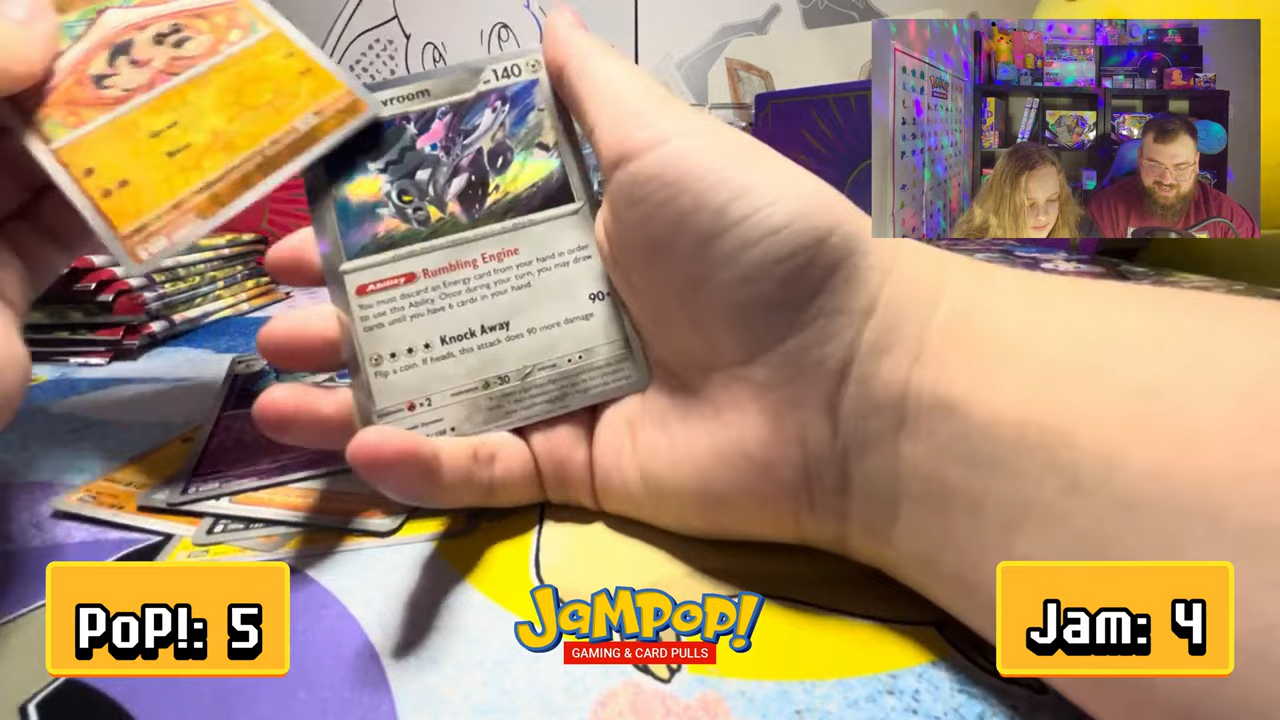 vroom
140
Ability Rumbling Engine
You must discard an Energy card from your hand in order
to use this Ability. Once during your turn, you may draw
cards until you have 6 cards in your hand.
Knock Away
90+
Flip a coin. If heads, this attack does 90 more damage.
×2
-30
PoP!: 5
JaMPoP!
GAMING & CARD PULLS
Jam: 4